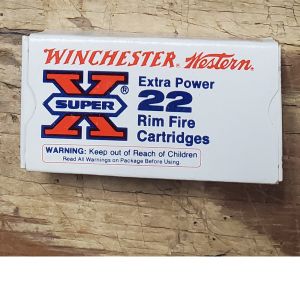 WINCHESTER Western
X SUPER ®
Extra Power
22
Rim Fire
Cartridges
WARNING: Keep out of Reach of Children
Read All Warnings on Package Before Using.